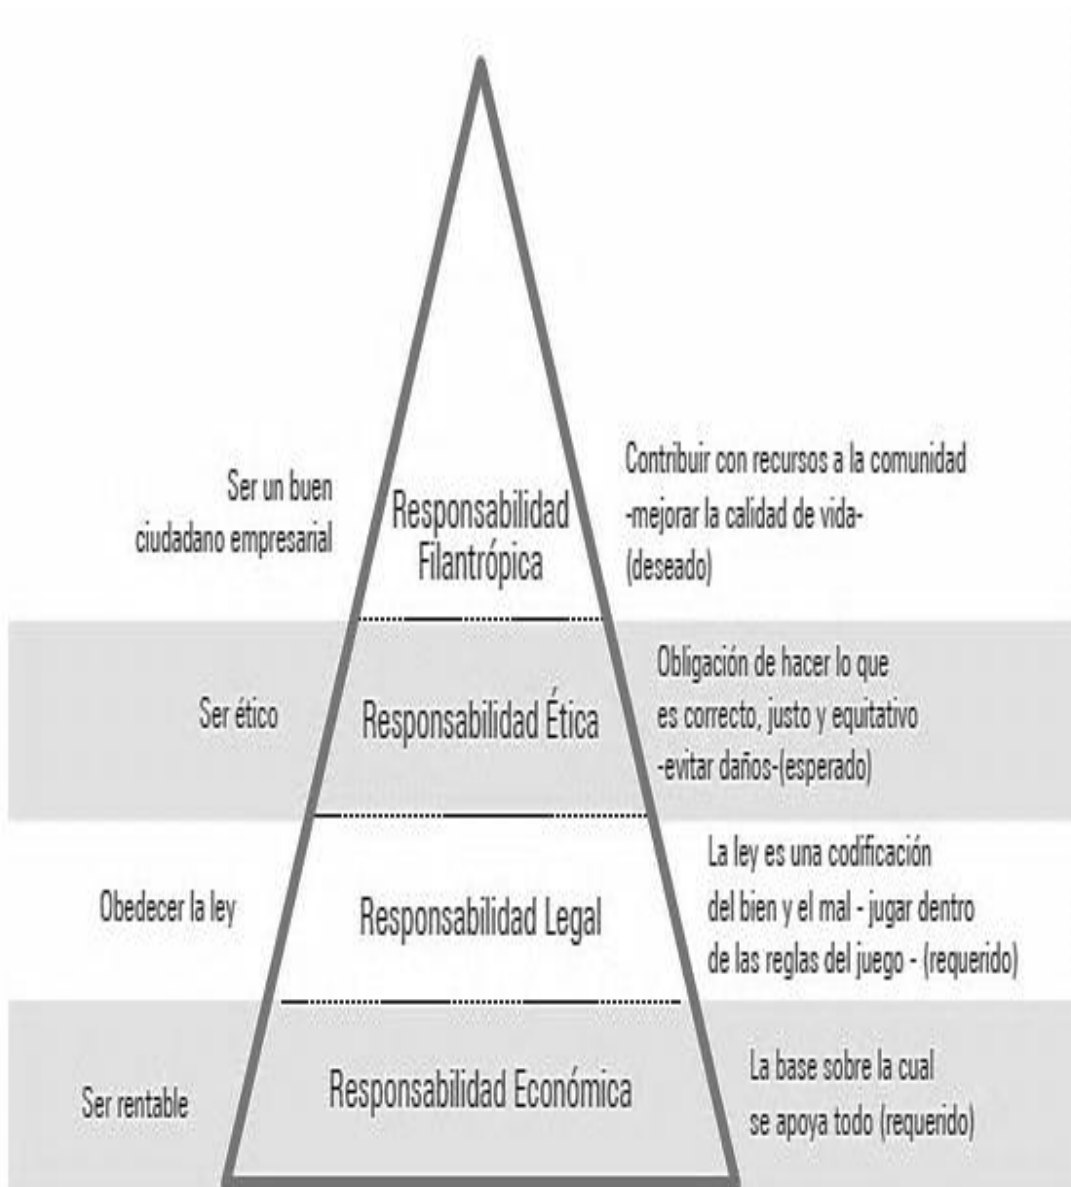 Ser un buen
ciudadano empresarial
Responsabilidad
Filantrópica
Contribuir con recursos a la comunidad
-mejorar la calidad de vida-
(deseado)
Ser ético
Responsabilidad Ética
Obligación de hacer lo que
es correcto, justo y equitativo
-evitar daños-(esperado)
Obedecer la ley
Responsabilidad Legal
La ley es una codificación
del bien y el mal - jugar dentro
de las reglas del juego - (requerido)
Ser rentable
Responsabilidad Económica
La base sobre la cual
se apoya todo (requerido)